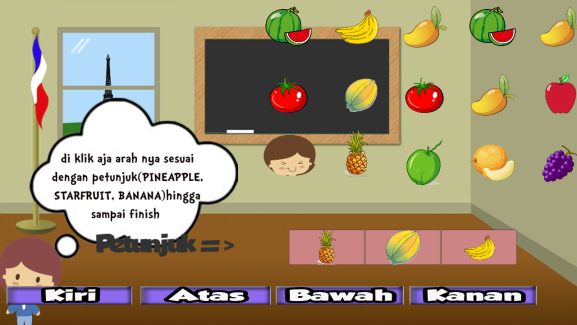 di klik aja arah nya sesuai
dengan petunjuk(PINEAPPLE,
STARFRUIT, BANANA)hingga
sampai finish
Petunjuk =>
Kiri Atas Bawah Kanan